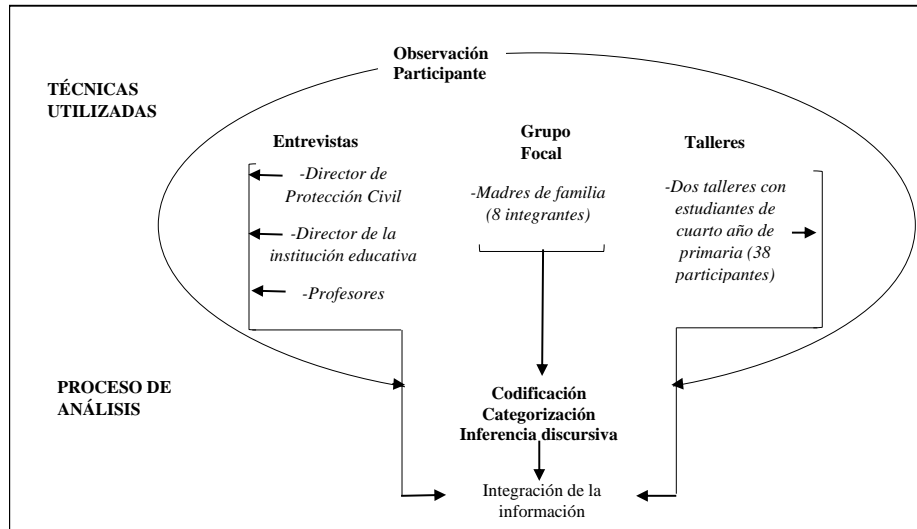 Observación
Participante
TÉCNICAS
UTILIZADAS
Entrevistas
-Director de
Protección Civil
-Director de la
institución educativa
-Profesores
Grupo
Focal
-Madres de familia
(8 integrantes)
Talleres
-Dos talleres con
estudiantes de
cuarto año de
primaria (38
participantes)
PROCESO DE
ANÁLISIS
Codificación
Categorización
Inferencia discursiva
Integración de la
información